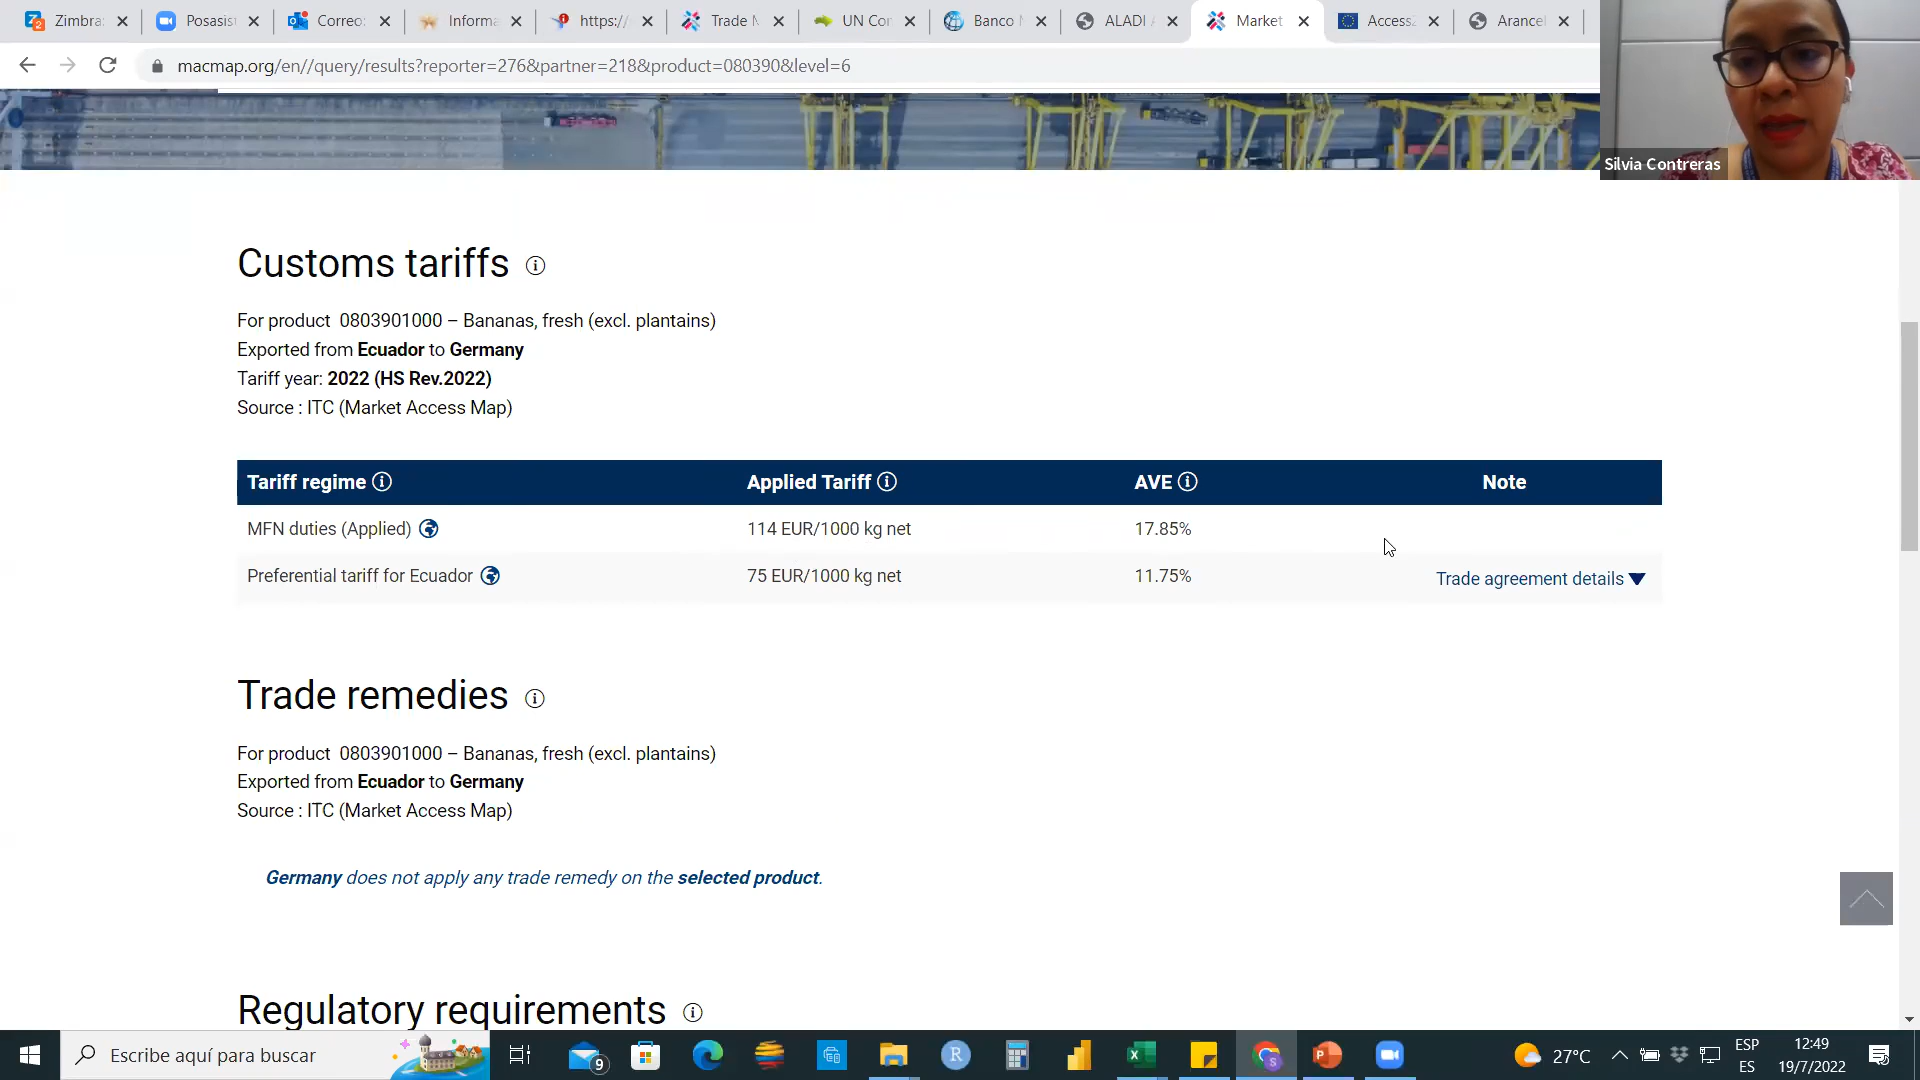 Zimbra:
Posasist
Correo:
Informa
https://
Trade M
UN Con
Banco M
ALADI
Market
Access2
Arancel
macmap.org/en//query/results?reporter=276&partner=218&product=080390&level=6
Silvia Contreras
Customs tariffs
For product 0803901000 – Bananas, fresh (excl. plantains)
Exported from Ecuador to Germany
Tariff year: 2022 (HS Rev.2022)
Source : ITC (Market Access Map)
Tariff regime Applied Tariff AVE Note
MFN duties (Applied) 114 EUR/1000 kg net 17.85%
Preferential tariff for Ecuador 75 EUR/1000 kg net 11.75% Trade agreement details
Trade remedies
For product 0803901000 – Bananas, fresh (excl. plantains)
Exported from Ecuador to Germany
Source : ITC (Market Access Map)
Germany does not apply any trade remedy on the selected product.
Regulatory requirements
Escribe aquí para buscar
9
27°C
ESP
ES
12:49
19/7/2022